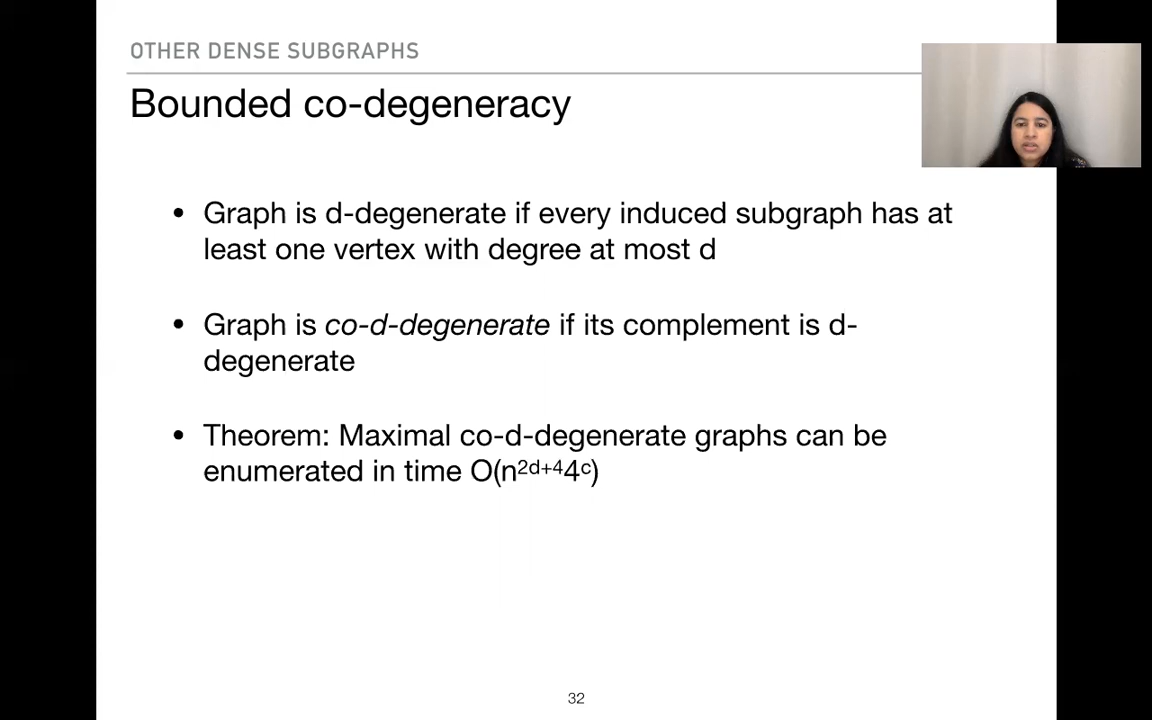 OTHER DENSE SUBGRAPHS
Bounded co-degeneracy
• Graph is d-degenerate if every induced subgraph has at
least one vertex with degree at most d
• Graph is co-d-degenerate if its complement is d-
degenerate
• Theorem: Maximal co-d-degenerate graphs can be
enumerated in time O(n²ᵈ⁺⁴4ᶜ)
32